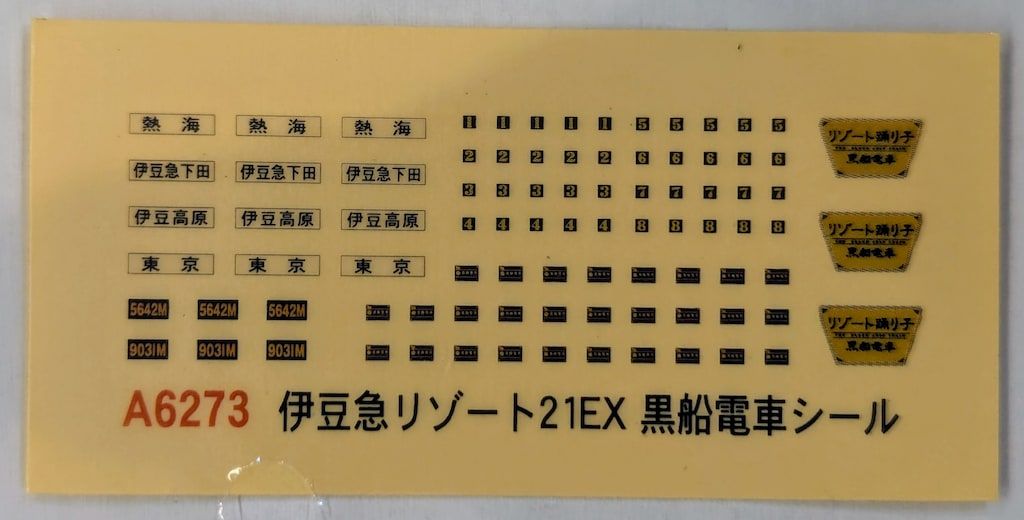 熱海 熱海 熱海
伊豆急下田 伊豆急下田 伊豆急下田
伊豆高原 伊豆高原 伊豆高原
東京 東京 東京
5642M 5642M 5642M
9031M 9031M 9031M
1 1 1 1 1 5 5 5 5 5
2 2 2 2 2 6 6 6 6 6
3 3 3 3 3 7 7 7 7 7
4 4 4 4 4 8 8 8 8 8
リゾート踊り子
黒船電車
リゾート踊り子
黒船電車
リゾート踊り子
黒船電車
A6273 伊豆急リゾート21EX 黒船電車シール